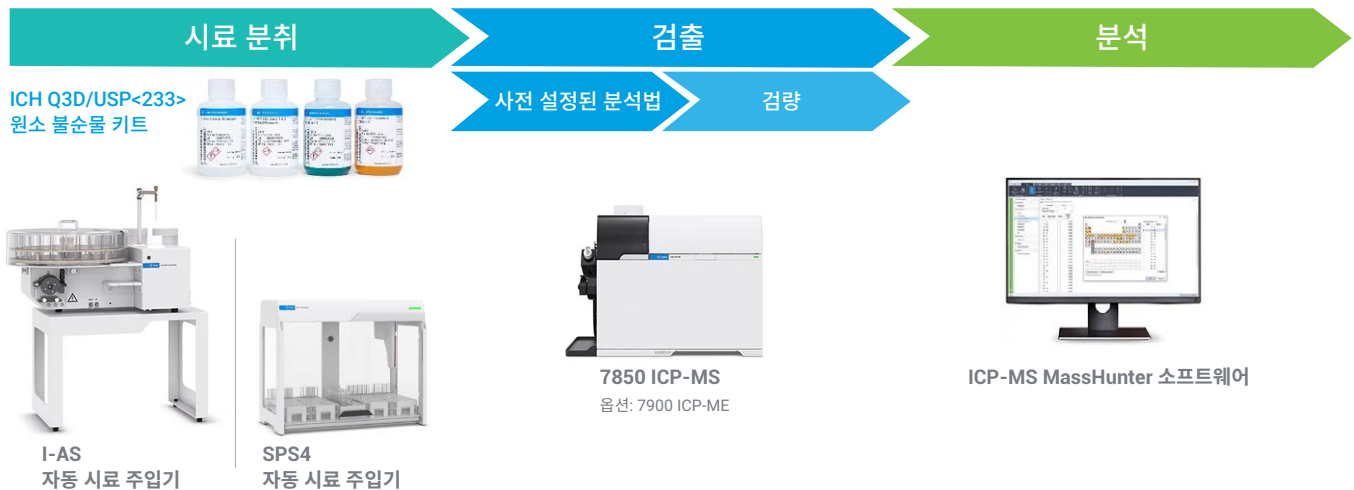 시료 분취
검출
분석
ICH Q3D/USP<233>
원소 불순물 키트
사전 설정된 분석법
검량
7850 ICP-MS
옵션: 7900 ICP-ME
ICP-MS MassHunter 소프트웨어
I-AS
자동 시료 주입기
SPS4
자동 시료 주입기